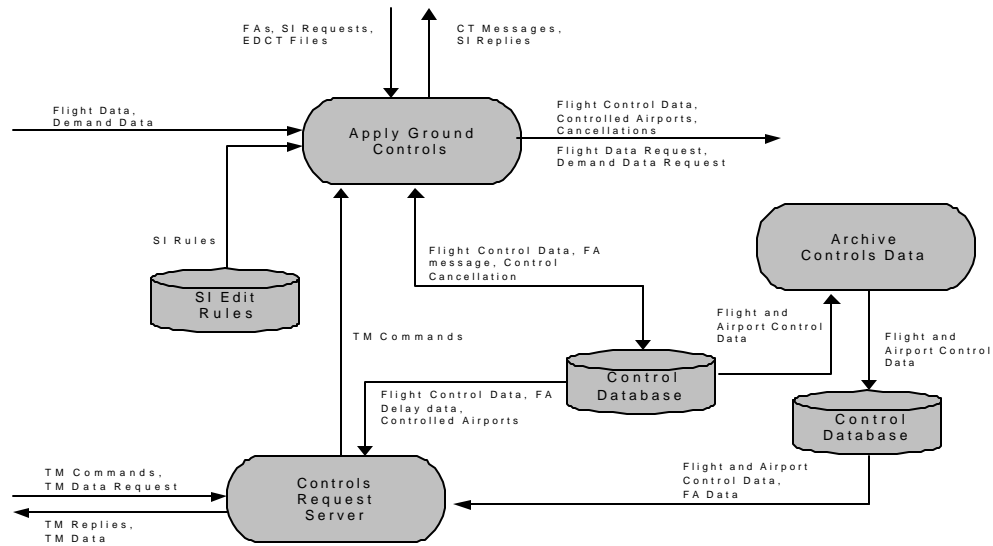 FAs, SI Requests,
EDCT Files
CT Messages,
SI Replies
Flight Data,
Demand Data
Apply Ground
Controls
Flight Control Data,
Controlled Airports,
Cancellations
Flight Data Request,
Demand Data Request
SI Rules
SI Edit
Rules
Flight Control Data, FA
message, Control
Cancellation
Archive
Controls Data
TM Commands
Flight and
Airport Control
Data
Flight and
Airport Control
Data
Control
Database
Flight Control Data, FA
Delay data,
Controlled Airports
Control
Database
TM Commands,
TM Data Request
Controls
Request
Server
Flight and Airport
Control Data,
FA Data
TM Replies,
TM Data